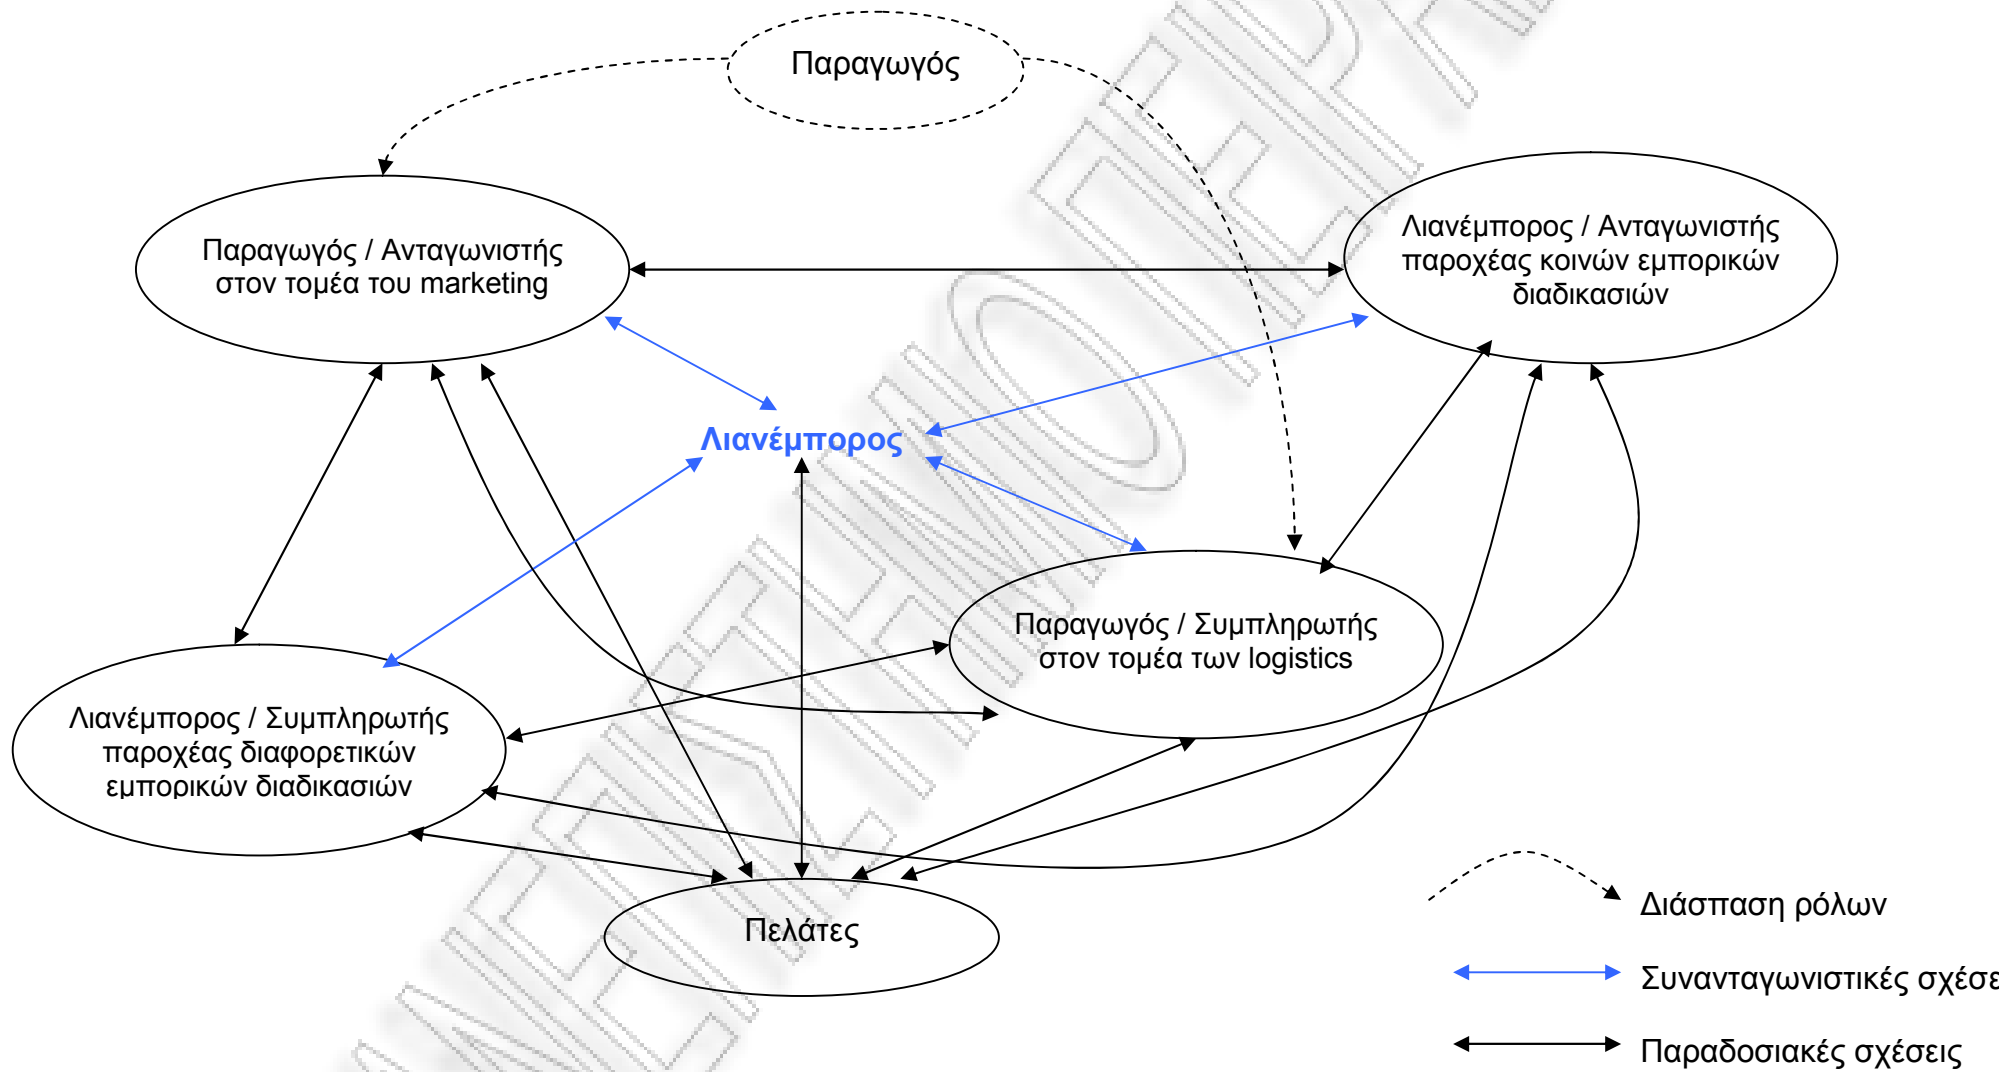 Παραγωγός
Παραγωγός / Ανταγωνιστής
στον τομέα του marketing
Λιανέμπορος / Ανταγωνιστής
παροχέας κοινών εμπορικών
διαδικασιών
Λιανέμπορος
Παραγωγός / Συμπληρωτής
στον τομέα των logistics
Λιανέμπορος / Συμπληρωτής
παροχέας διαφορετικών
εμπορικών διαδικασιών
Πελάτες
Διάσπαση ρόλων
Συνανταγωνιστικές σχέσε
Παραδοσιακές σχέσεις